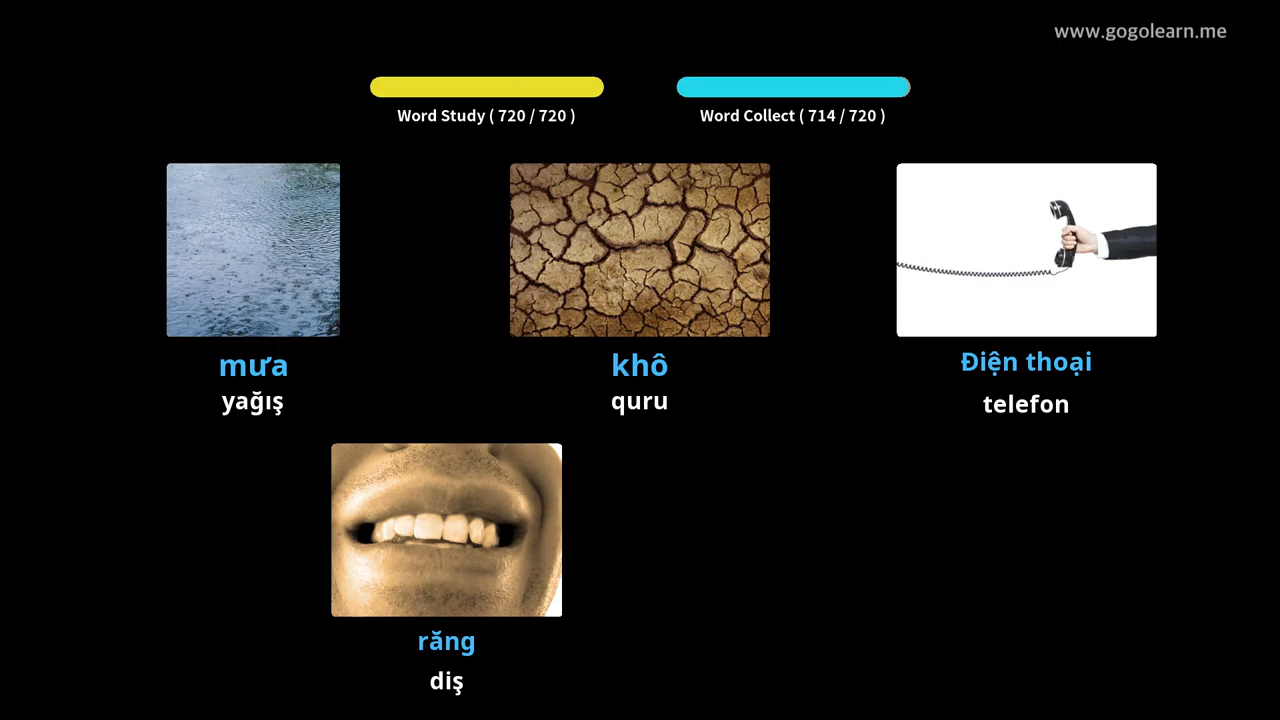 www.gogolearn.me
Word Study ( 720 / 720 )
Word Collect ( 714 / 720 )
mưa
yağış
khô
quru
Điện thoại
telefon
răng
diş